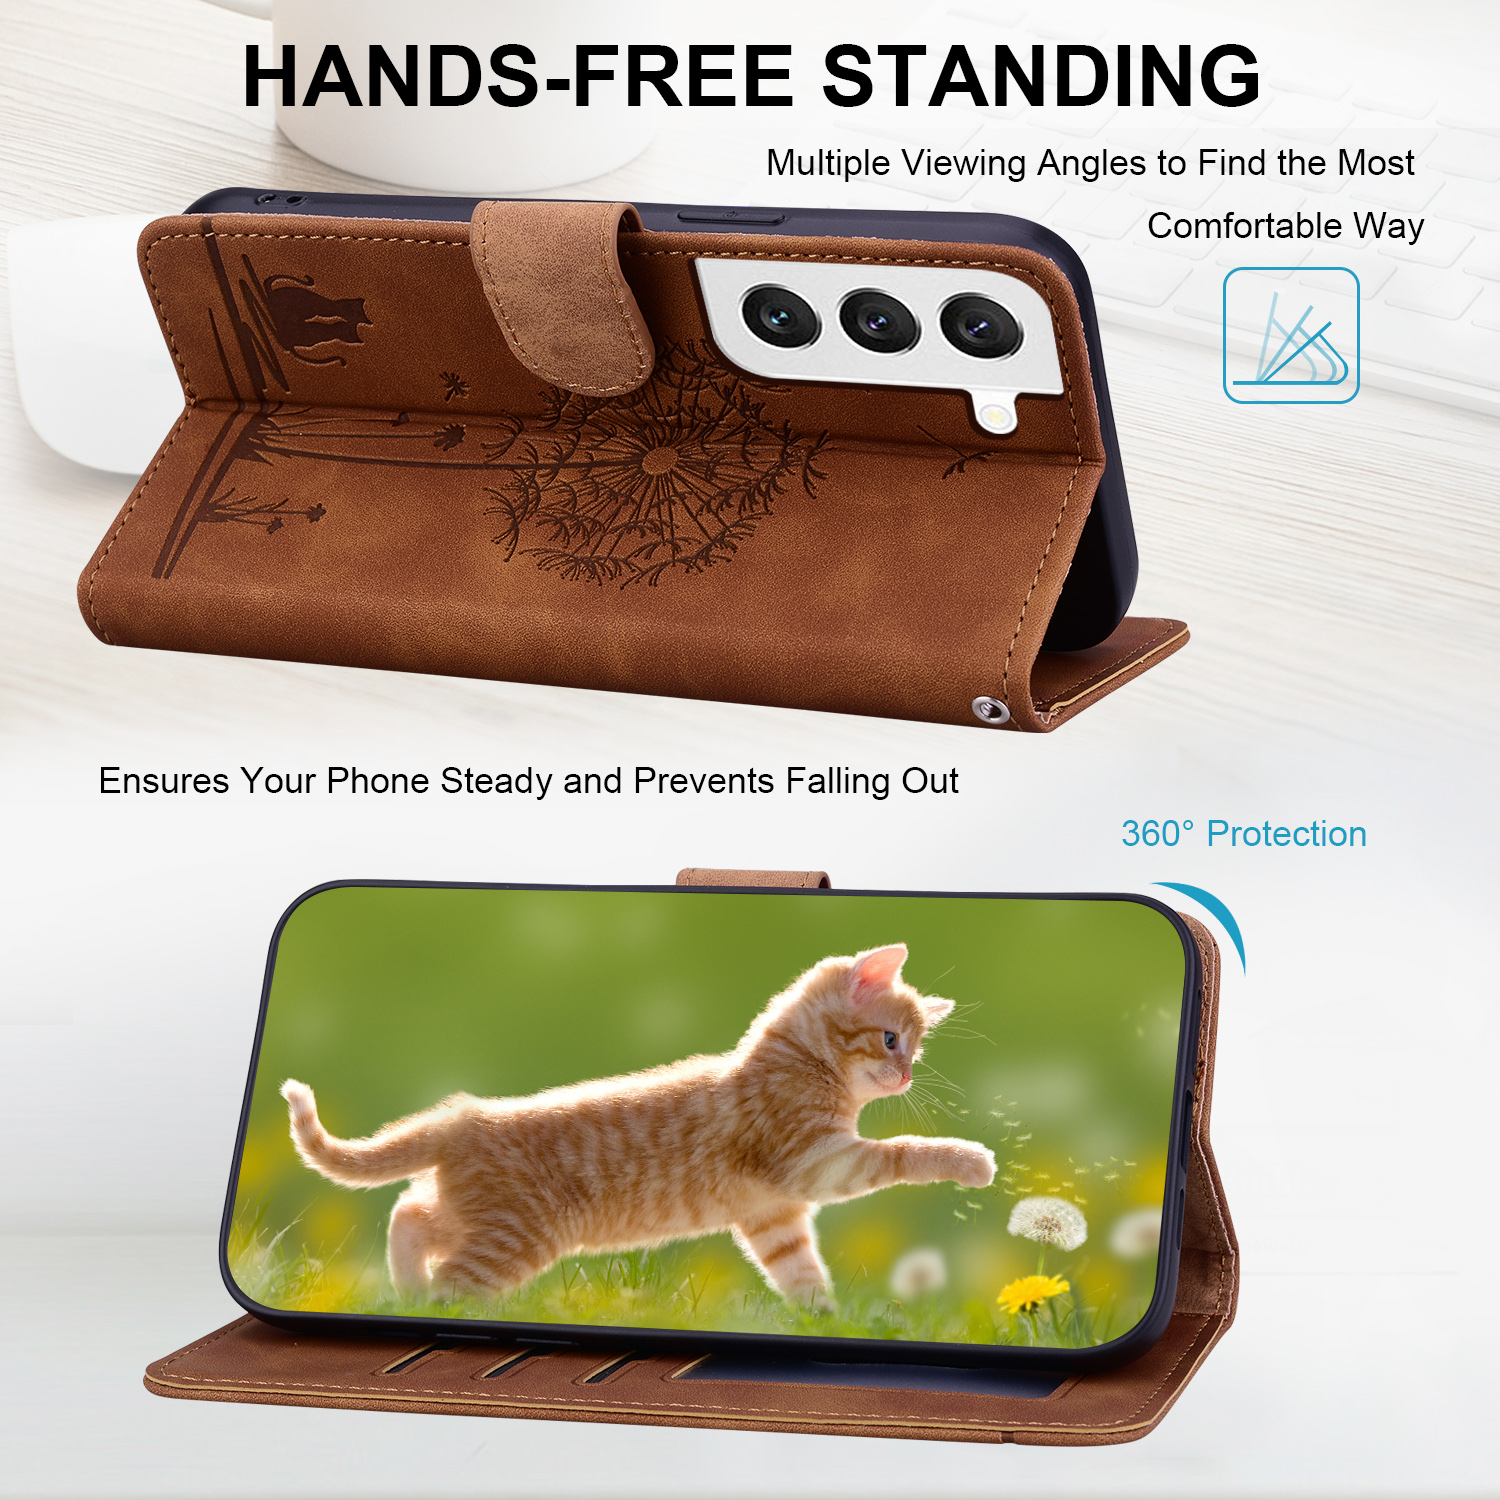 HANDS-FREE STANDING
Multiple Viewing Angles to Find the Most
Comfortable Way
Ensures Your Phone Steady and Prevents Falling Out
360° Protection